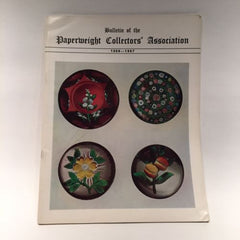 Bulletin of the
Paperweight Collectors' Association
1966–1967